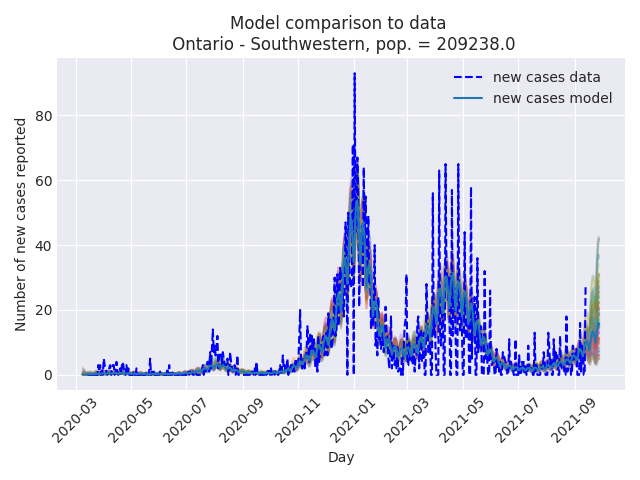 Model comparison to data
Ontario - Southwestern, pop. = 209238.0
new cases data
new cases model
Number of new cases reported
80
60
40
20
0
2020-03
2020-05
2020-07
2020-09
2020-11
2021-01
2021-03
2021-05
2021-07
2021-09
Day